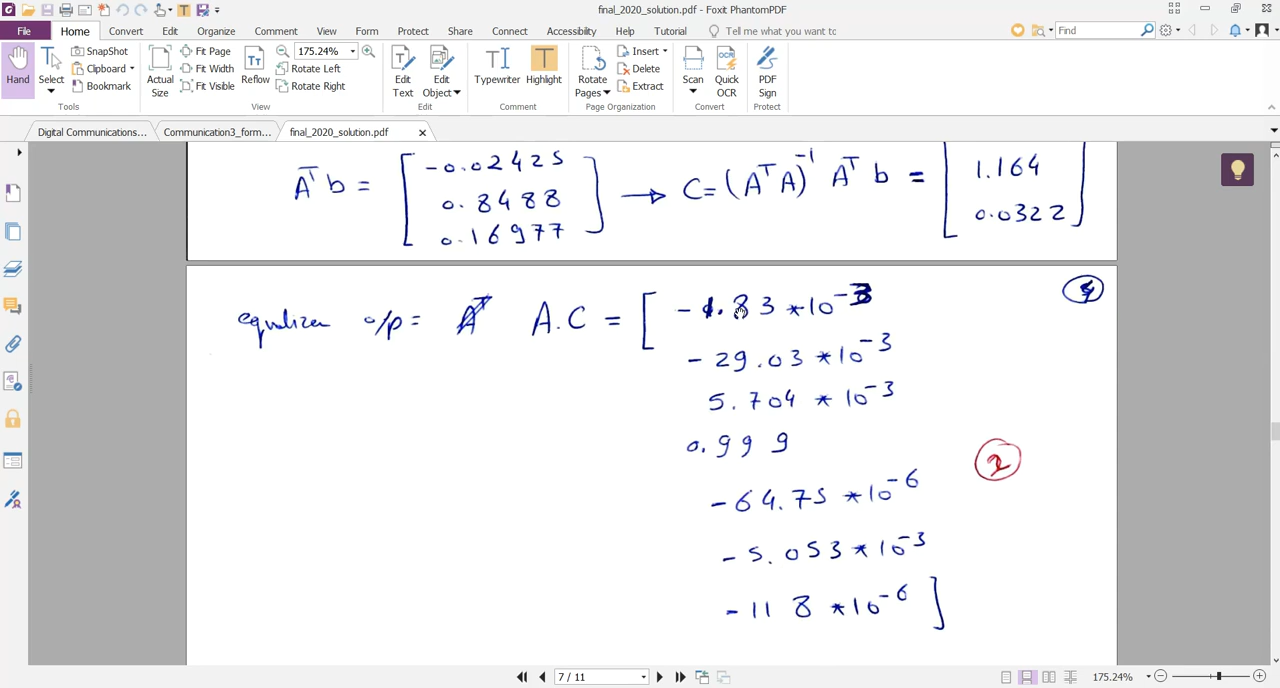 final_2020_solution.pdf - Foxit PhantomPDF
File Home Convert Edit Organize Comment View Form Protect Share Connect Accessibility Help Tutorial Tell me what you want to Find
Hand Select SnapShot Clipboard Bookmark Actual Size Reflow Fit Page Fit Width Fit Visible 175.24% Rotate Left Rotate Right Edit Text Edit Object Typewriter Highlight Rotate Pages Insert Delete Extract Scan Quick OCR PDF Sign
Tools View Edit Comment Page Organization Convert Protect
Digital Communications... Communication3_form... final_2020_solution.pdf
Aᵀ b = [ -0.02425 0.8488 0.16977 ] → C = (AᵀA)⁻¹ Aᵀ b = [ 1.164 0.0322 ]
equalizer o/p = A.C = [ -1.83 * 10⁻³
- 29.03 * 10⁻³
5.704 * 10⁻³
0.999
- 64.75 * 10⁻⁶
2
- 5.053 * 10⁻³
- 118 * 10⁻⁶ ]
7 / 11 175.24%